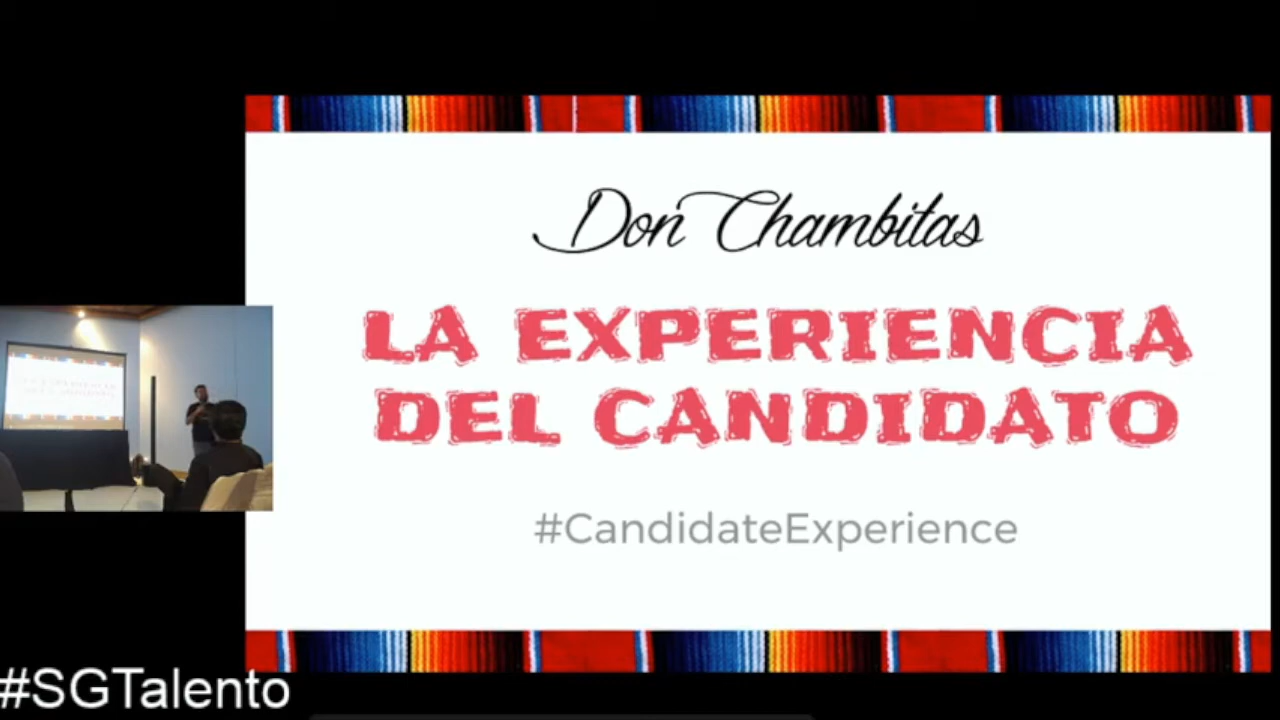 Don Chambitas
LA EXPERIENCIA
DEL CANDIDATO
#CandidateExperience
#SGTalento